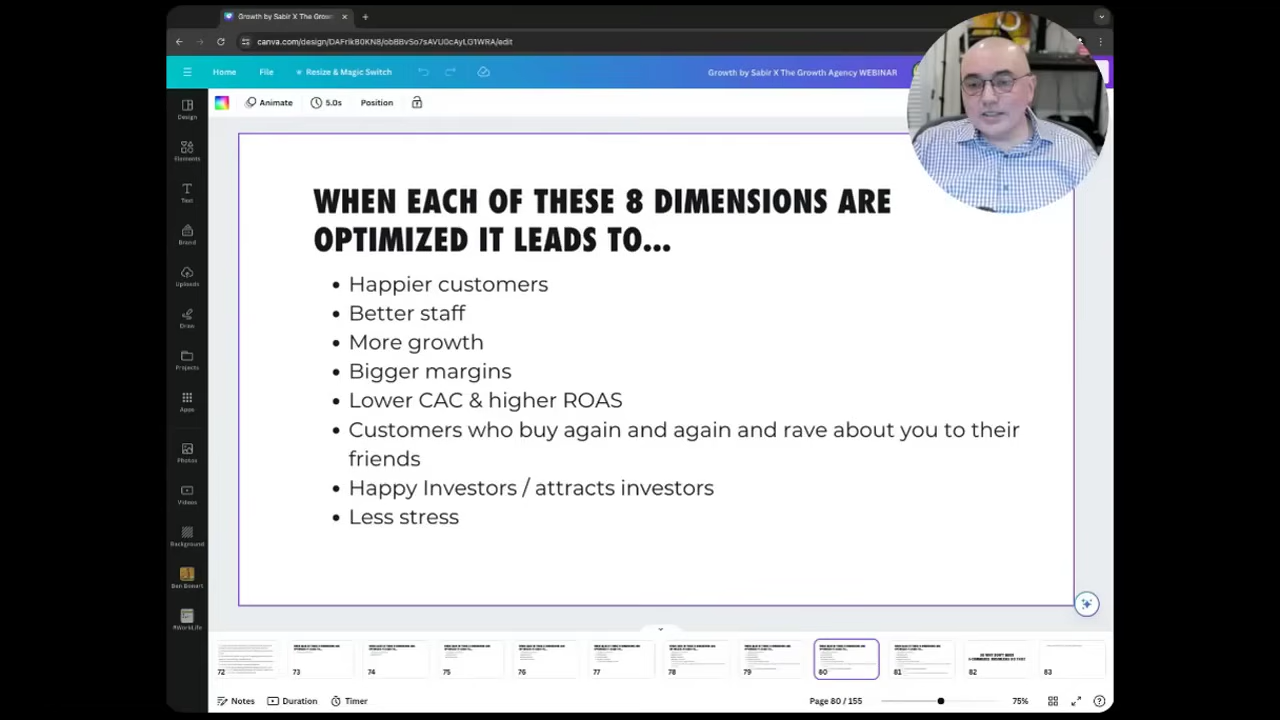 Growth by Sabir X The Grow
canva.com/design/DAFrikB0KN8/obBBvSo7sAVU0cAyLG1WRA/edit
Home File Resize & Magic Switch Growth by Sabir X The Growth Agency WEBINAR
Animate 5.0s Position
Design
Elements
Text
Brand
Uploads
Draw
Projects
Apps
Photos
Videos
Background
WHEN EACH OF THESE 8 DIMENSIONS ARE
OPTIMIZED IT LEADS TO...
• Happier customers
• Better staff
• More growth
• Bigger margins
• Lower CAC & higher ROAS
• Customers who buy again and again and rave about you to their
friends
• Happy Investors / attracts investors
• Less stress
72 73 74 75 76 77 78 79 80 81 82 83
Notes Duration Timer Page 80 / 155 75%